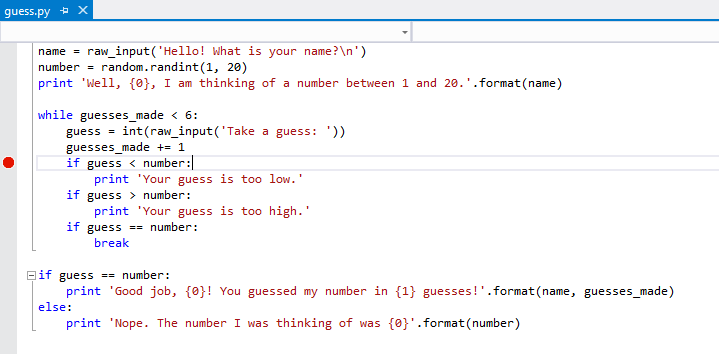 guess.py
name = raw_input('Hello! What is your name?\n')
number = random.randint(1, 20)
print 'Well, {0}, I am thinking of a number between 1 and 20.'.format(name)
while guesses_made < 6:
guess = int(raw_input('Take a guess: '))
guesses_made += 1
if guess < number:
print 'Your guess is too low.'
if guess > number:
print 'Your guess is too high.'
if guess == number:
break
if guess == number:
print 'Good job, {0}! You guessed my number in {1} guesses!'.format(name, guesses_made)
else:
print 'Nope. The number I was thinking of was {0}'.format(number)